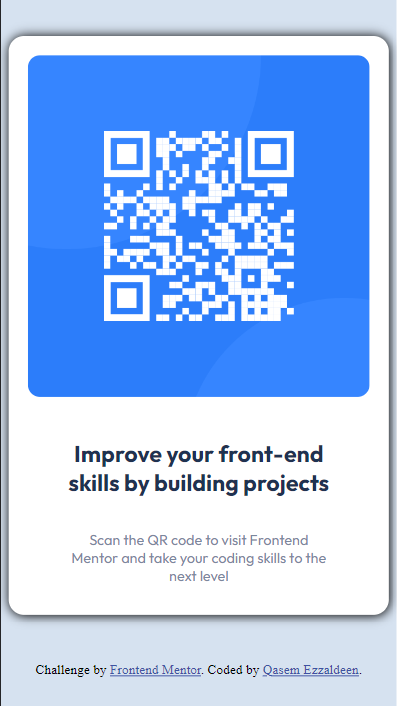 Improve your front-end
skills by building projects
Scan the QR code to visit Frontend
Mentor and take your coding skills to the
next level
Challenge by Frontend Mentor. Coded by Qasem Ezzaldeen.